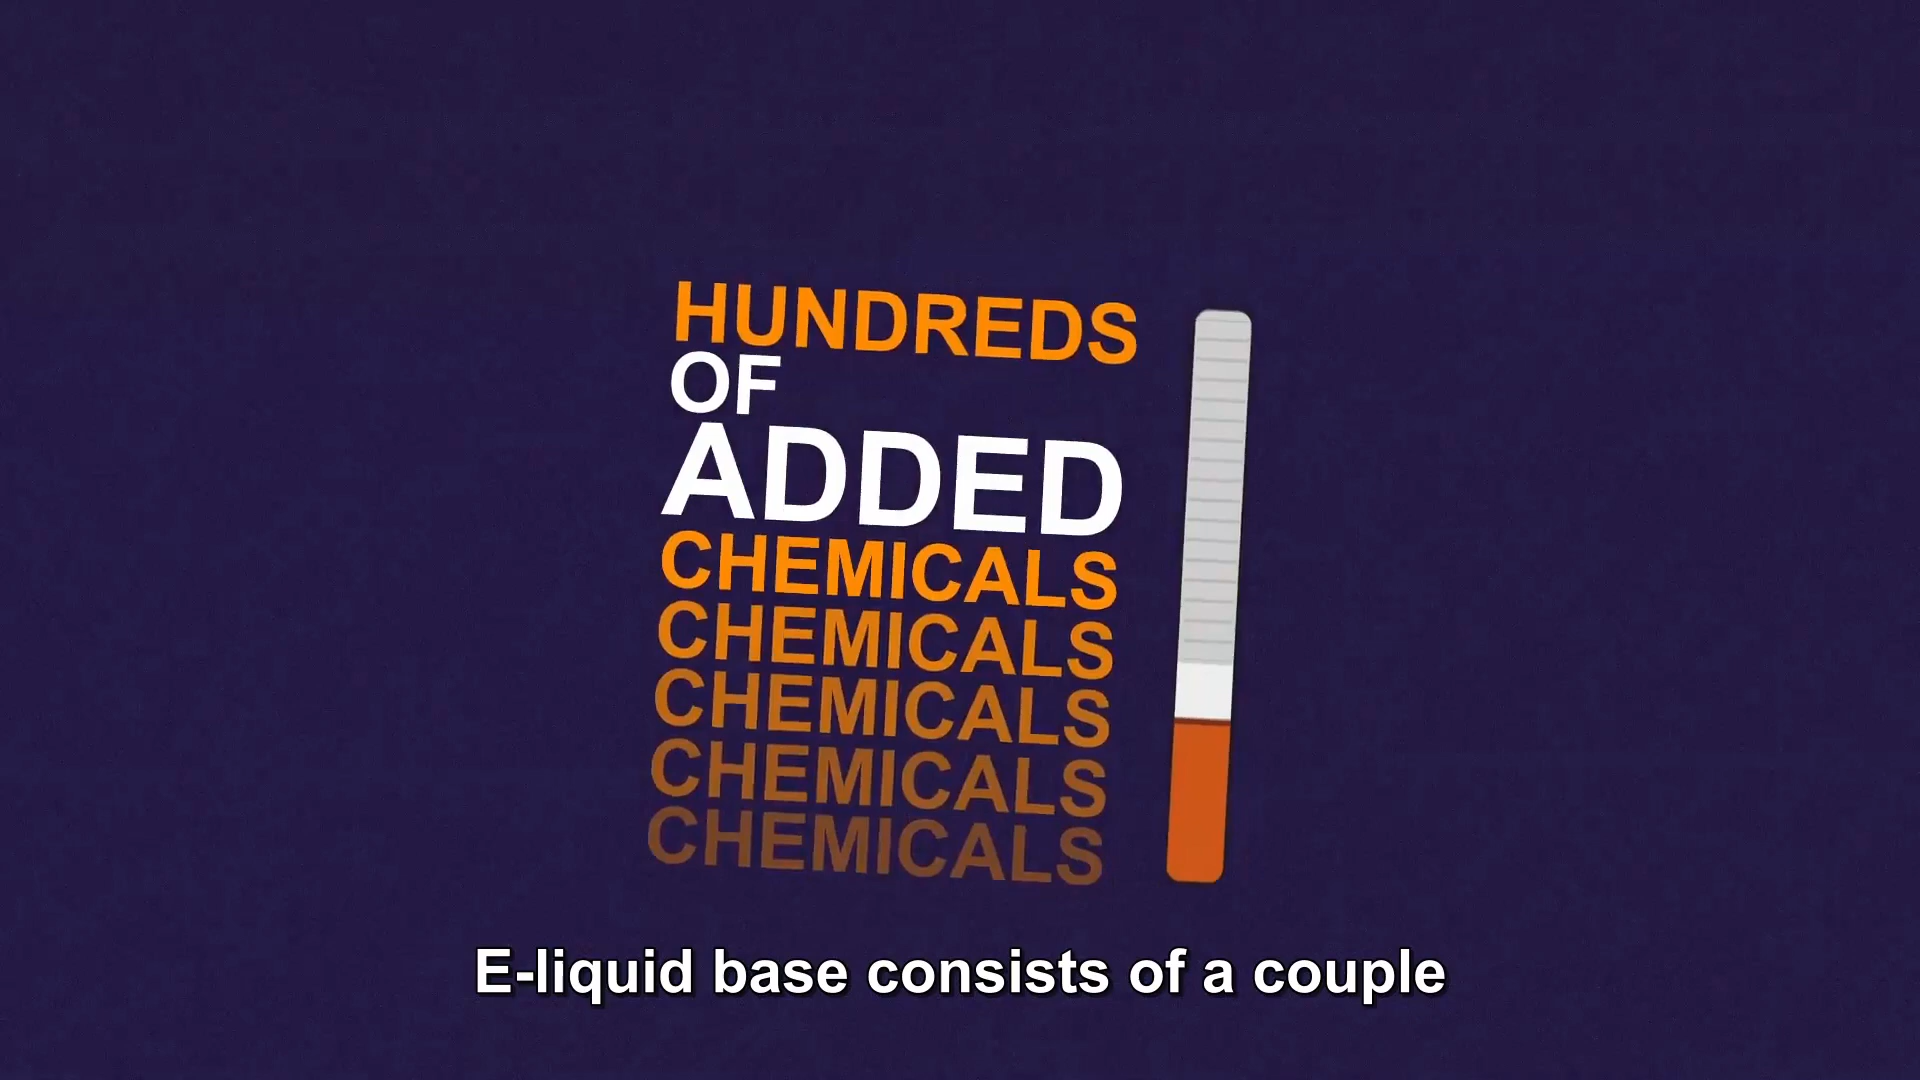 HUNDREDS
OF
ADDED
CHEMICALS
CHEMICALS
CHEMICALS
CHEMICALS
CHEMICALS
E-liquid base consists of a couple